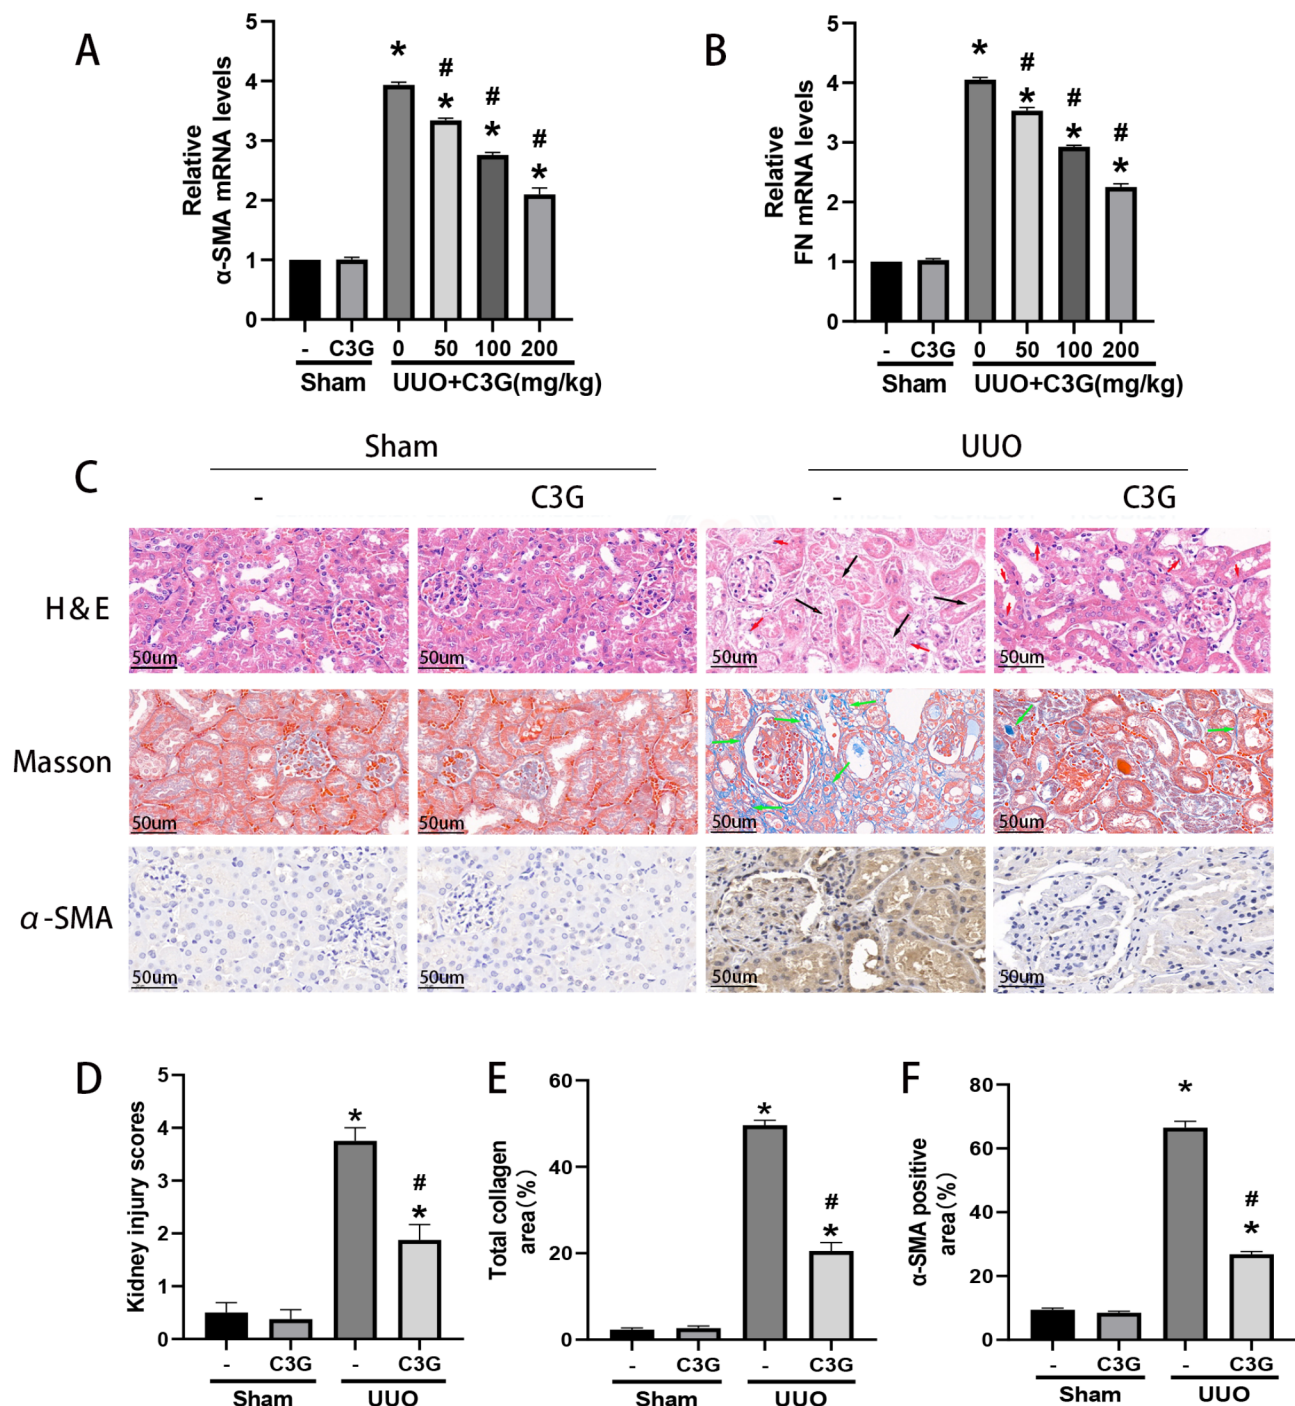 A
Relative
α-SMA mRNA levels
5
4
3
2
1
0
*
#
*
#
*
#
*
- C3G 0 50 100 200
Sham UUO+C3G(mg/kg)
B
Relative
FN mRNA levels
5
4
3
2
1
0
*
#
*
#
*
#
*
- C3G 0 50 100 200
Sham UUO+C3G(mg/kg)
C
Sham UUO
- C3G - C3G
H&E
50um 50um 50um 50um
Masson
50um 50um 50um 50um
α-SMA
50um 50um 50um 50um
D
Kidney injury scores
5
4
3
2
1
0
*
#
*
- C3G - C3G
Sham UUO
E
Total collagen
area(%)
60
40
20
0
*
#
*
- C3G - C3G
Sham UUO
F
α-SMA positive
area(%)
80
60
40
20
0
*
#
*
- C3G - C3G
Sham UUO